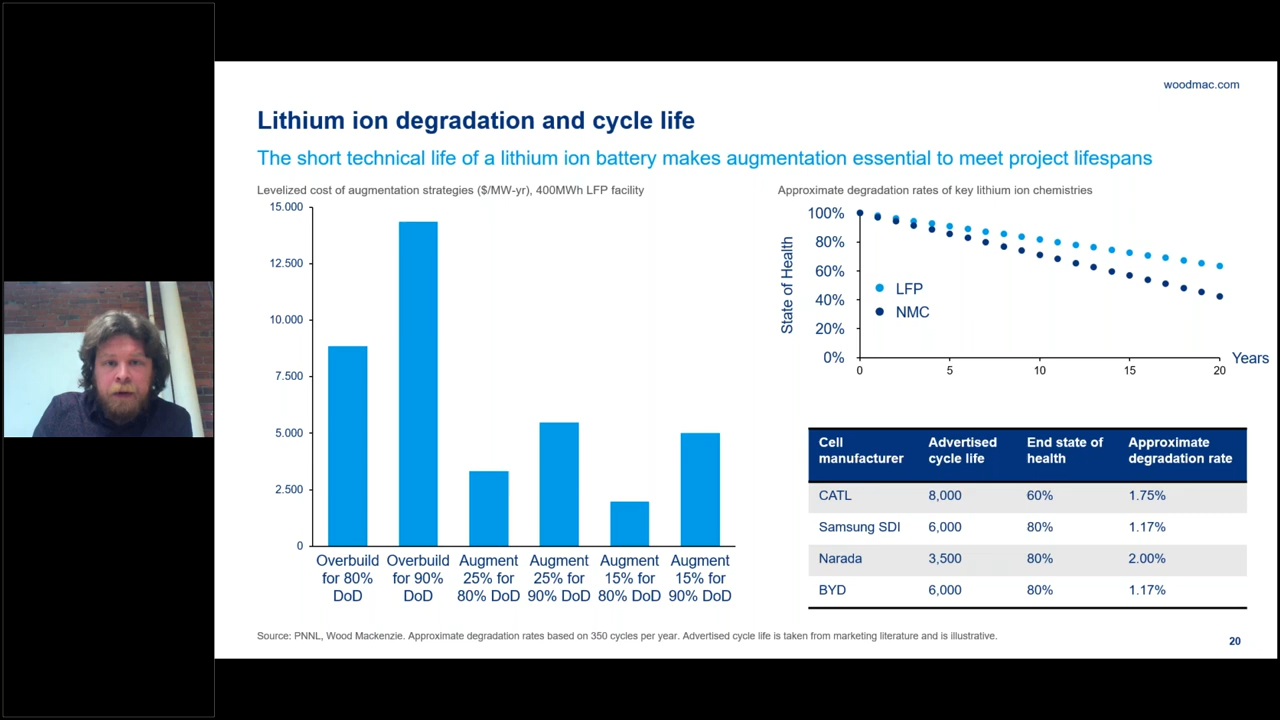 woodmac.com
Lithium ion degradation and cycle life
The short technical life of a lithium ion battery makes augmentation essential to meet project lifespans
Levelized cost of augmentation strategies ($/MW-yr), 400MWh LFP facility
15.000
12.500
10.000
7.500
5.000
2.500
0
Overbuild for 80% DoD
Overbuild for 90% DoD
Augment 25% for 80% DoD
Augment 25% for 90% DoD
Augment 15% for 80% DoD
Augment 15% for 90% DoD
Approximate degradation rates of key lithium ion chemistries
State of Health
100%
80%
60%
40%
20%
0%
LFP
NMC
0 5 10 15 20
Years
Cell manufacturer Advertised cycle life End state of health Approximate degradation rate
CATL 8,000 60% 1.75%
Samsung SDI 6,000 80% 1.17%
Narada 3,500 80% 2.00%
BYD 6,000 80% 1.17%
Source: PNNL, Wood Mackenzie. Approximate degradation rates based on 350 cycles per year. Advertised cycle life is taken from marketing literature and is illustrative.
20